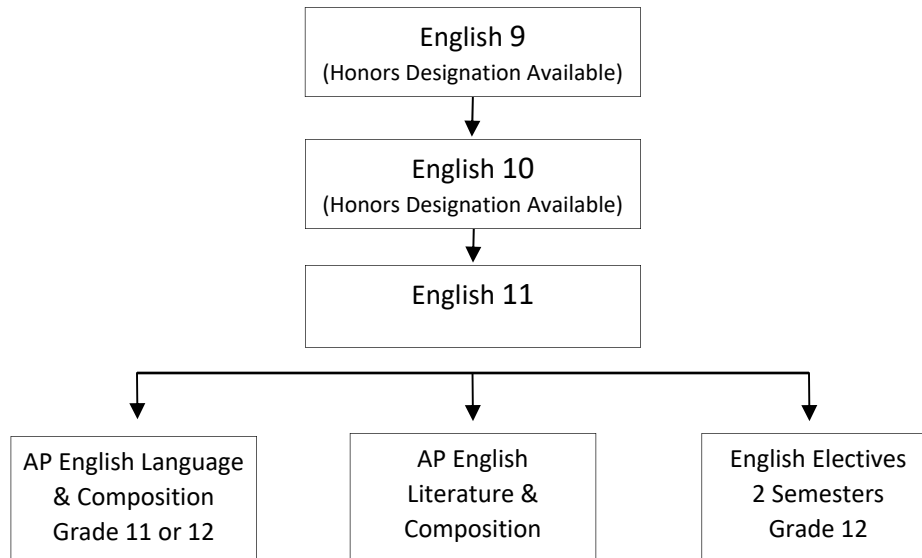 English 9
(Honors Designation Available)
English 10
(Honors Designation Available)
English 11
AP English Language
& Composition
Grade 11 or 12
AP English
Literature &
Composition
English Electives
2 Semesters
Grade 12